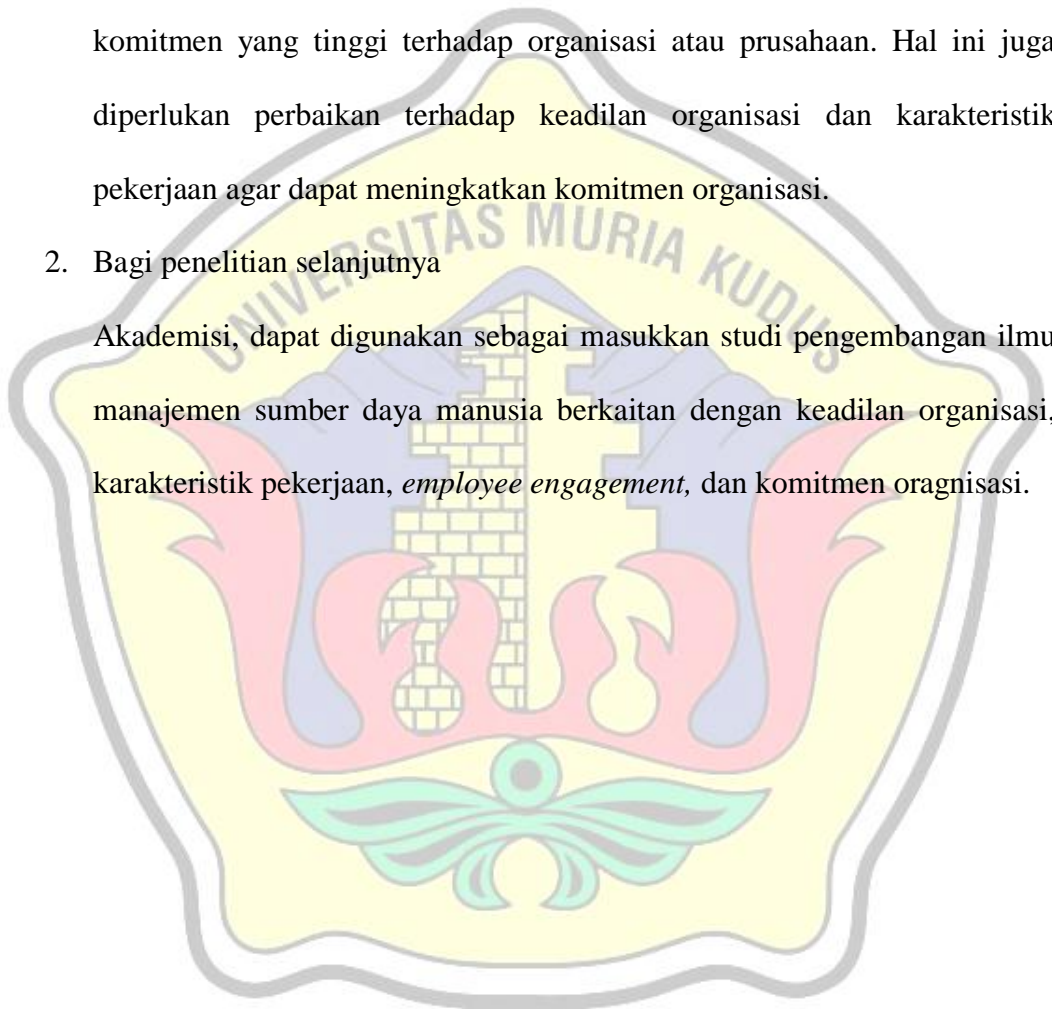 komitmen yang tinggi terhadap organisasi atau prusahaan. Hal ini juga
diperlukan perbaikan terhadap keadilan organisasi dan karakteristik
pekerjaan agar dapat meningkatkan komitmen organisasi.
UNIVERSITAS MURIA KUDUS
2. Bagi penelitian selanjutnya
Akademisi, dapat digunakan sebagai masukkan studi pengembangan ilmu
manajemen sumber daya manusia berkaitan dengan keadilan organisasi,
karakteristik pekerjaan, employee engagement, dan komitmen oragnisasi.